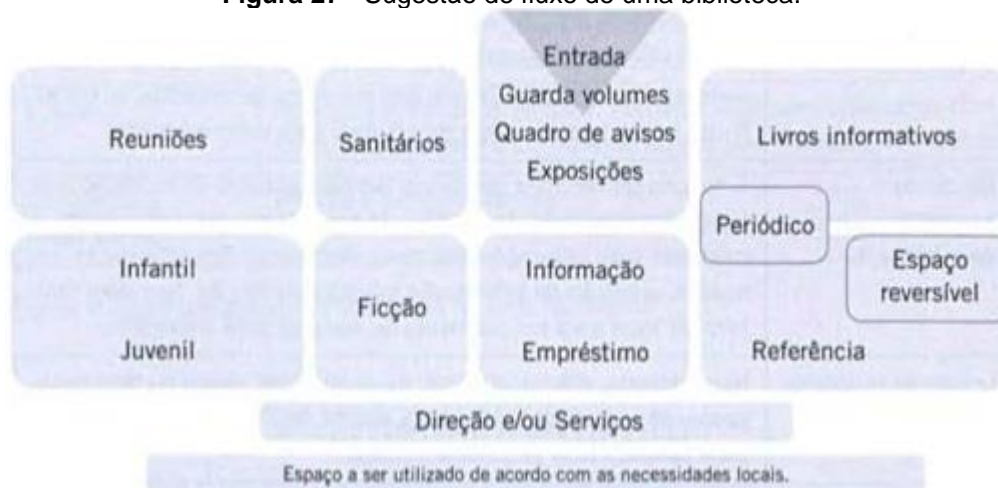 Figura 27 - Sugestão de fluxo de uma biblioteca.
Entrada
Guarda volumes
Quadro de avisos
Exposições
Reuniões
Sanitários
Livros informativos
Periódico
Espaço
reversível
Infantil
Juvenil
Ficção
Informação
Empréstimo
Referência
Direção e/ou Serviços
Espaço a ser utilizado de acordo com as necessidades locais.